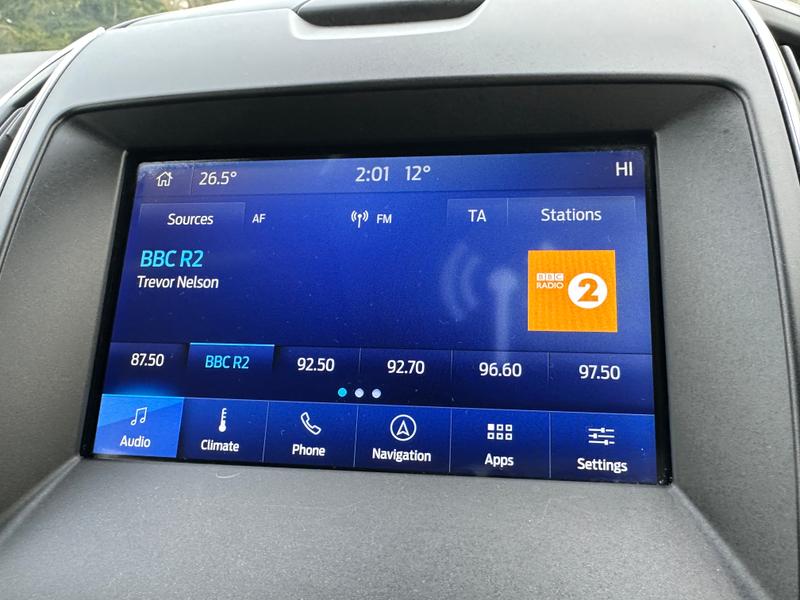 26.5° 2:01 12° HI
Sources AF FM TA Stations
BBC R2
Trevor Nelson
BBC
RADIO 2
87.50 BBC R2 92.50 92.70 96.60 97.50
Audio Climate Phone Navigation Apps Settings